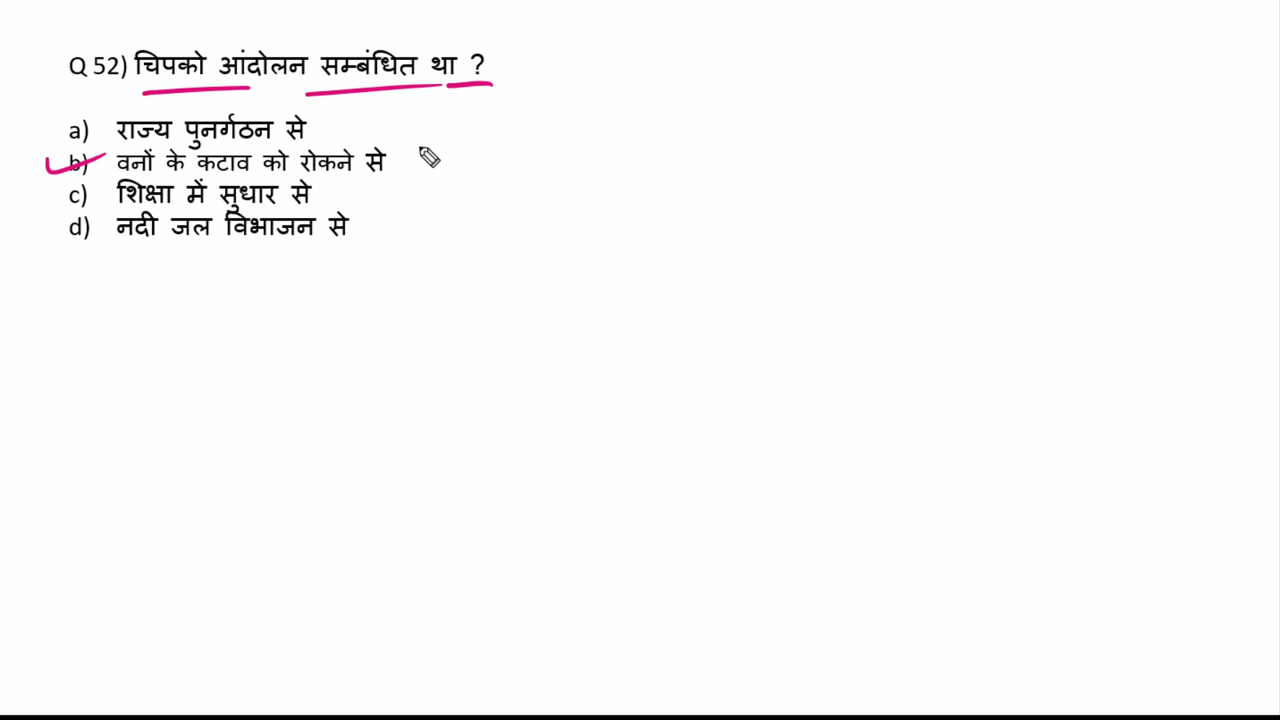 Q 52) चिपको आंदोलन सम्बंधित था ?
a) राज्य पुनर्गठन से
b) वनों के कटाव को रोकने से
c) शिक्षा में सुधार से
d) नदी जल विभाजन से